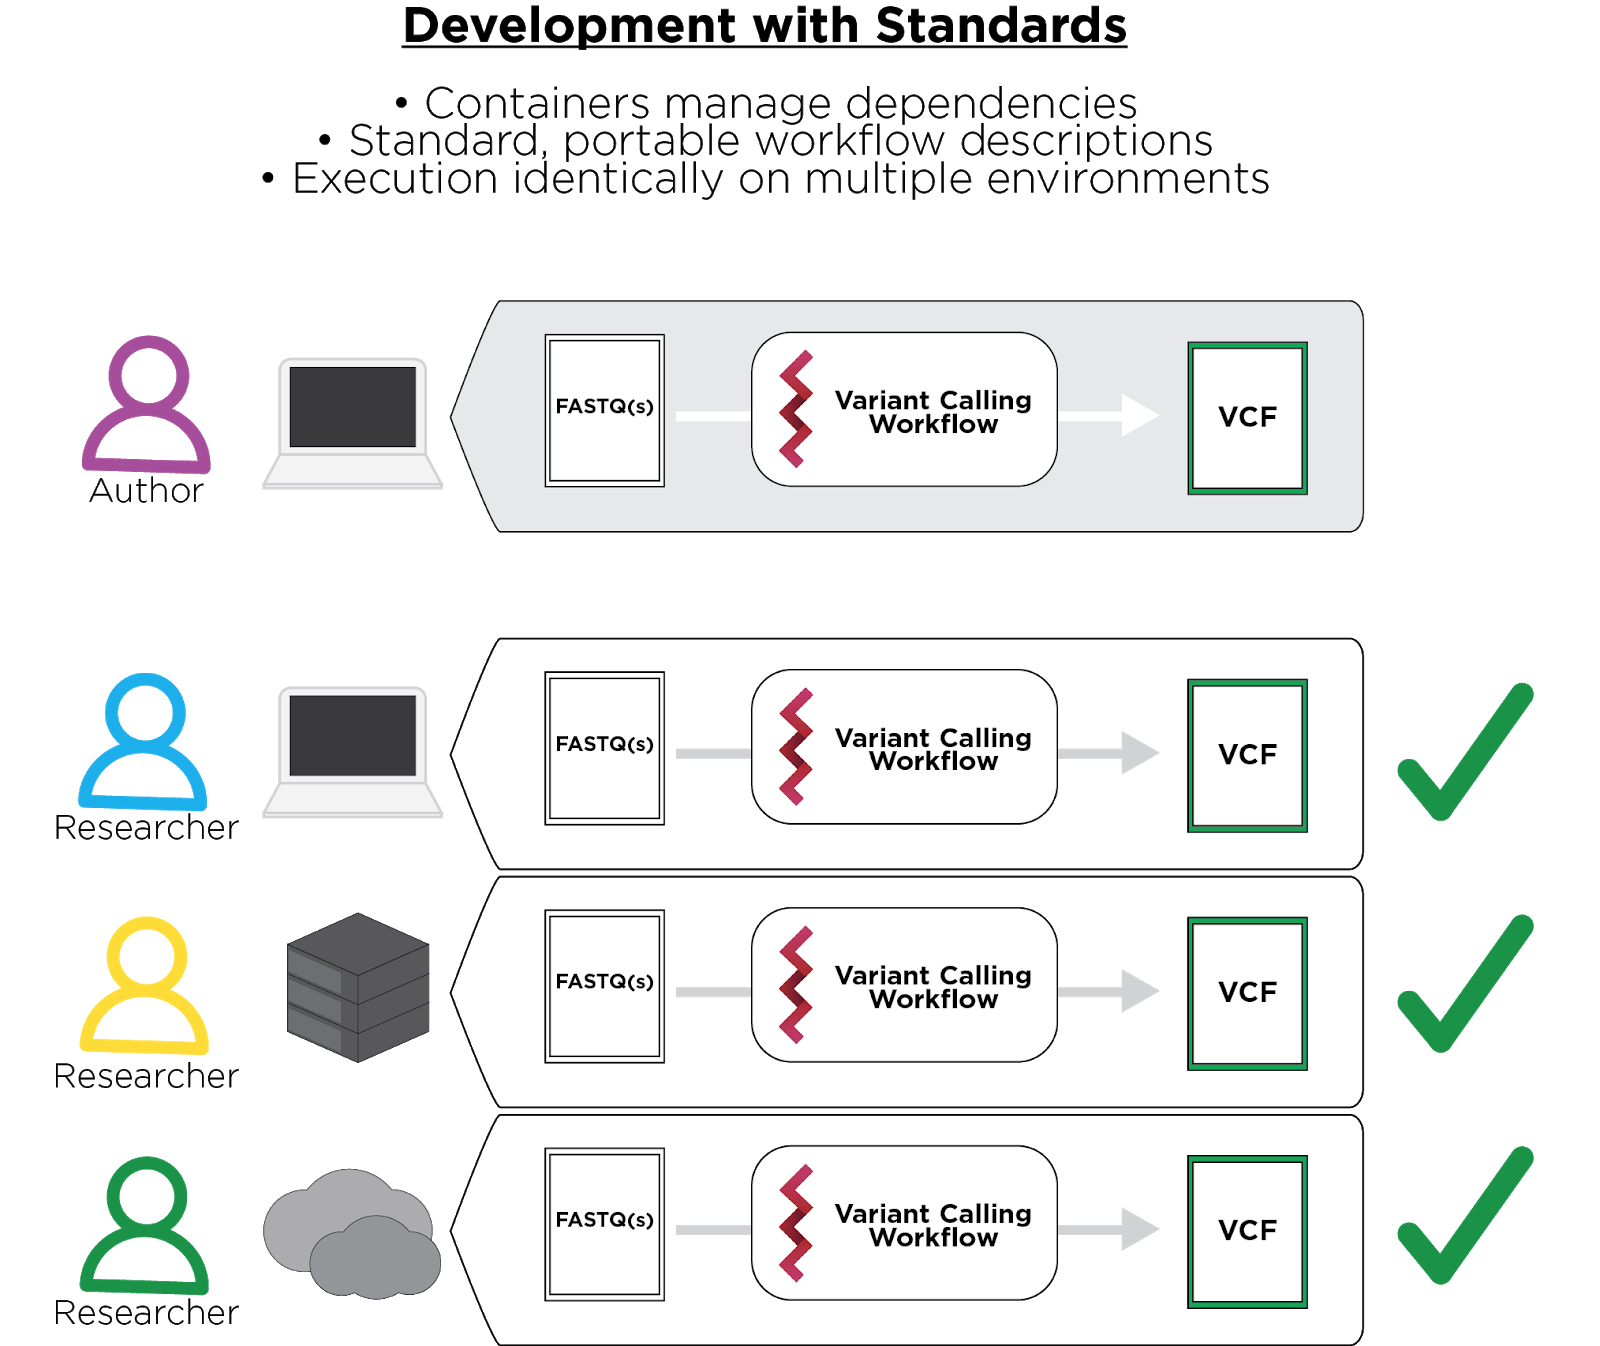 Development with Standards
• Containers manage dependencies
• Standard, portable workflow descriptions
• Execution identically on multiple environments
Author
FASTQ(s)
Variant Calling
Workflow
VCF
Researcher
FASTQ(s)
Variant Calling
Workflow
VCF
Researcher
FASTQ(s)
Variant Calling
Workflow
VCF
Researcher
FASTQ(s)
Variant Calling
Workflow
VCF